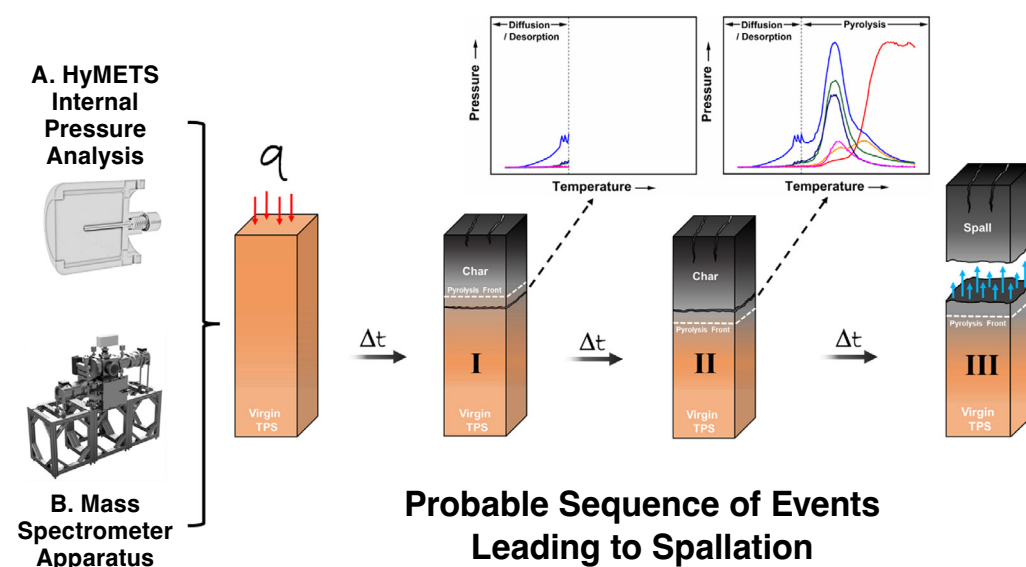 A. HyMETS
Internal
Pressure
Analysis
B. Mass
Spectrometer
Apparatus
q
Virgin
TPS
Δt
Diffusion
/ Desorption
Pressure
Temperature
Char
Pyrolysis Front
I
Virgin
TPS
Δt
Diffusion
/ Desorption
Pyrolysis
Pressure
Temperature
Char
Pyrolysis Front
II
Virgin
TPS
Δt
Spall
Pyrolysis Front
III
Virgin
TPS
Probable Sequence of Events
Leading to Spallation